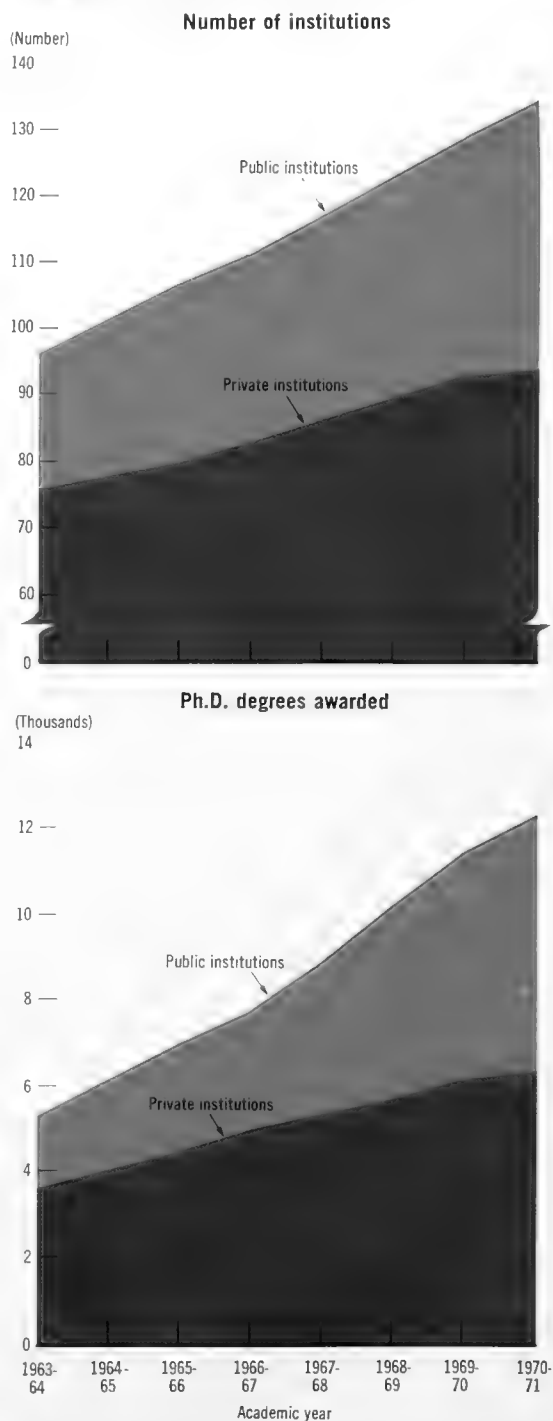 Number of institutions
(Number)
140
130
120
110
100
90
80
70
60
0
Public institutions
Private institutions
Ph.D. degrees awarded
(Thousands)
14
12
10
8
6
4
2
0
Public institutions
Private institutions
1963-64
1964-65
1965-66
1966-67
1967-68
1968-69
1969-70
1970-71
Academic year